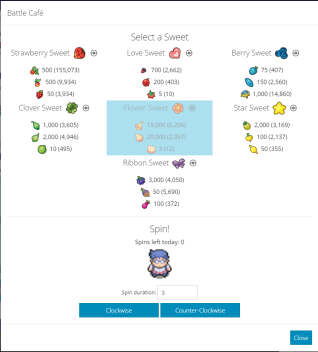 Battle Café
Select a Sweet
Strawberry Sweet Love Sweet Berry Sweet
500 (155,073) 700 (2,662) 75 (407)
500 (9,934) 200 (403) 150 (2,560)
50 (3,934) 5 (10) 1,000 (14,860)
Clover Sweet Flower Sweet Star Sweet
1,000 (3,605) 15,000 (6,206) 2,000 (3,169)
2,000 (4,946) 20,000 (2,057) 100 (2,137)
10 (495) 3 (12) 50 (355)
Ribbon Sweet
3,000 (4,050)
50 (5,690)
100 (372)
Spin!
Spins left today: 0
Spin duration: 3
Clockwise Counter Clockwise
Close